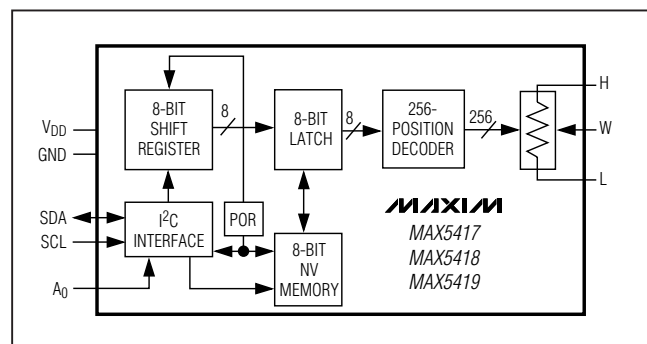 8-BIT
SHIFT
REGISTER
8
8-BIT
LATCH
8
256-
POSITION
DECODER
256
H
W
L
VDD
GND
SDA
SCL
A0
I2C
INTERFACE
POR
8-BIT
NV
MEMORY
MAXIM
MAX5417
MAX5418
MAX5419